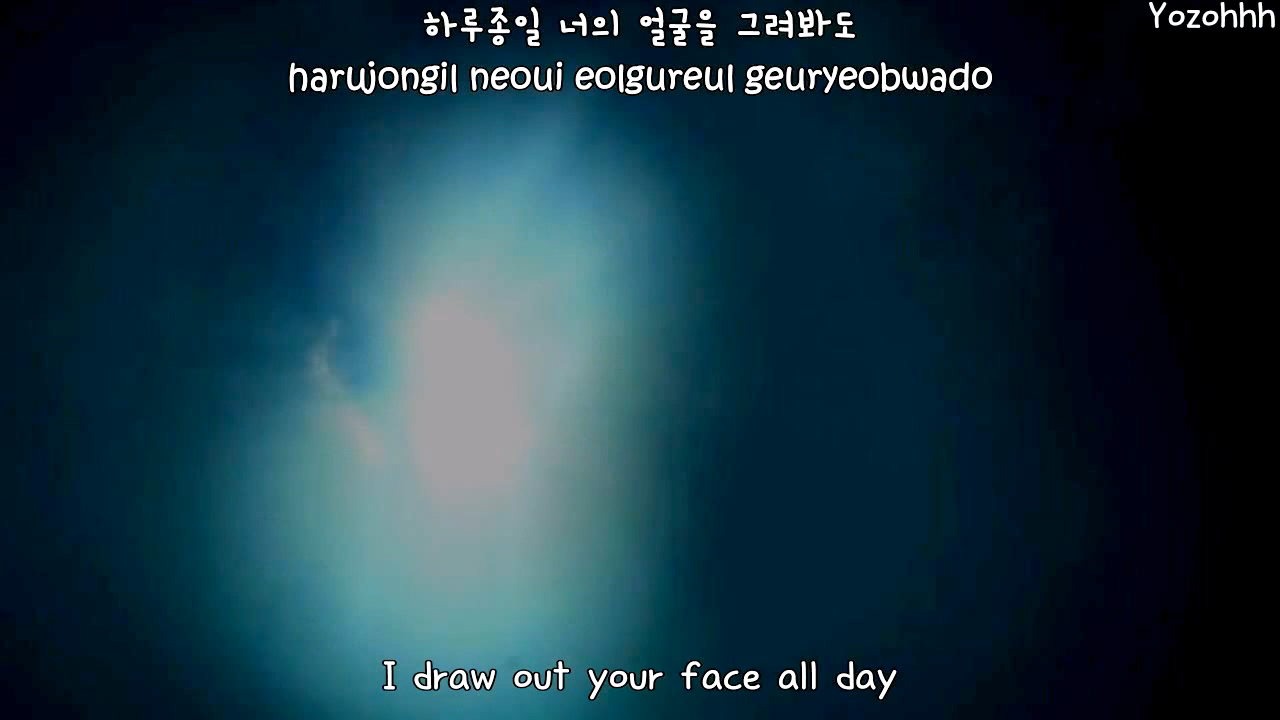 하루종일 너의 얼굴을 그려봐도
Yozohhh
harujongil neoui eolgureul geuryeobwado
I draw out your face all day